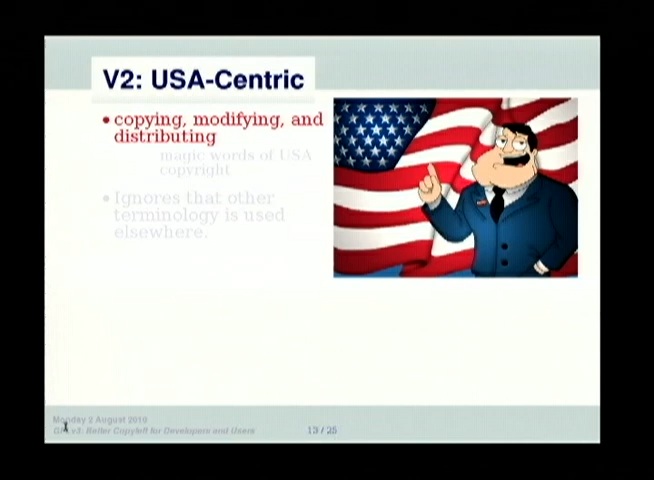 V2: USA-Centric
• copying, modifying, and
distributing
magic words of USA
copyright
• Ignores that other
terminology is used
elsewhere.
Monday 2 August 2010
GPLv3: Better Copyleft for Developers and Users
13 / 25